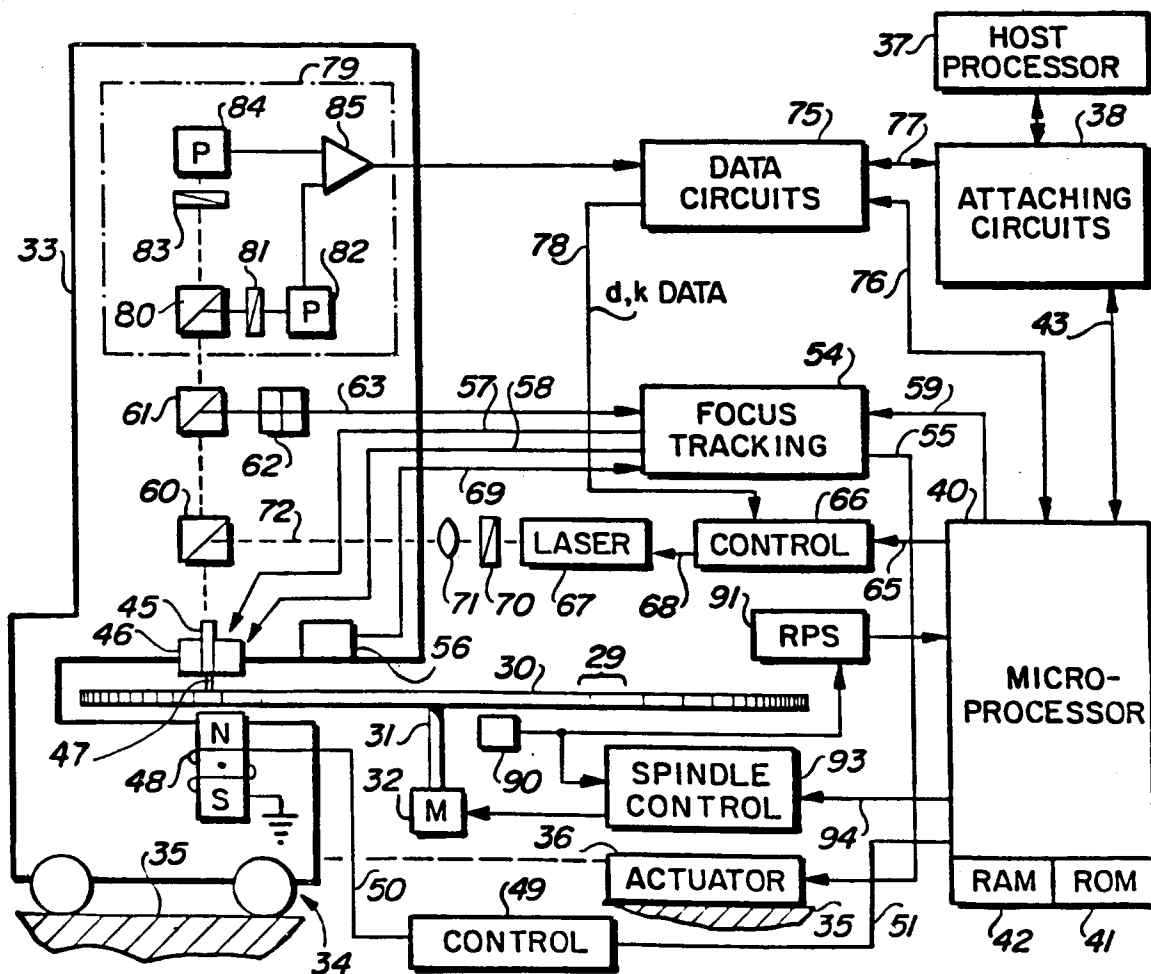 37
HOST
PROCESSOR
79
84
85
P
75
77
38
DATA
CIRCUITS
ATTACHING
CIRCUITS
83
33
81
82
80
P
78
76
d,k DATA
43
54
57
58
59
63
61
FOCUS
TRACKING
62
55
69
60
72
66
40
LASER
CONTROL
71
70
67
68
65
91
45
46
RPS
56
30
29
MICRO-
PROCESSOR
47
31
N
48
S
90
SPINDLE
CONTROL
93
32
M
94
36
35
ACTUATOR
RAM
ROM
50
49
35
51
34
CONTROL
42
41